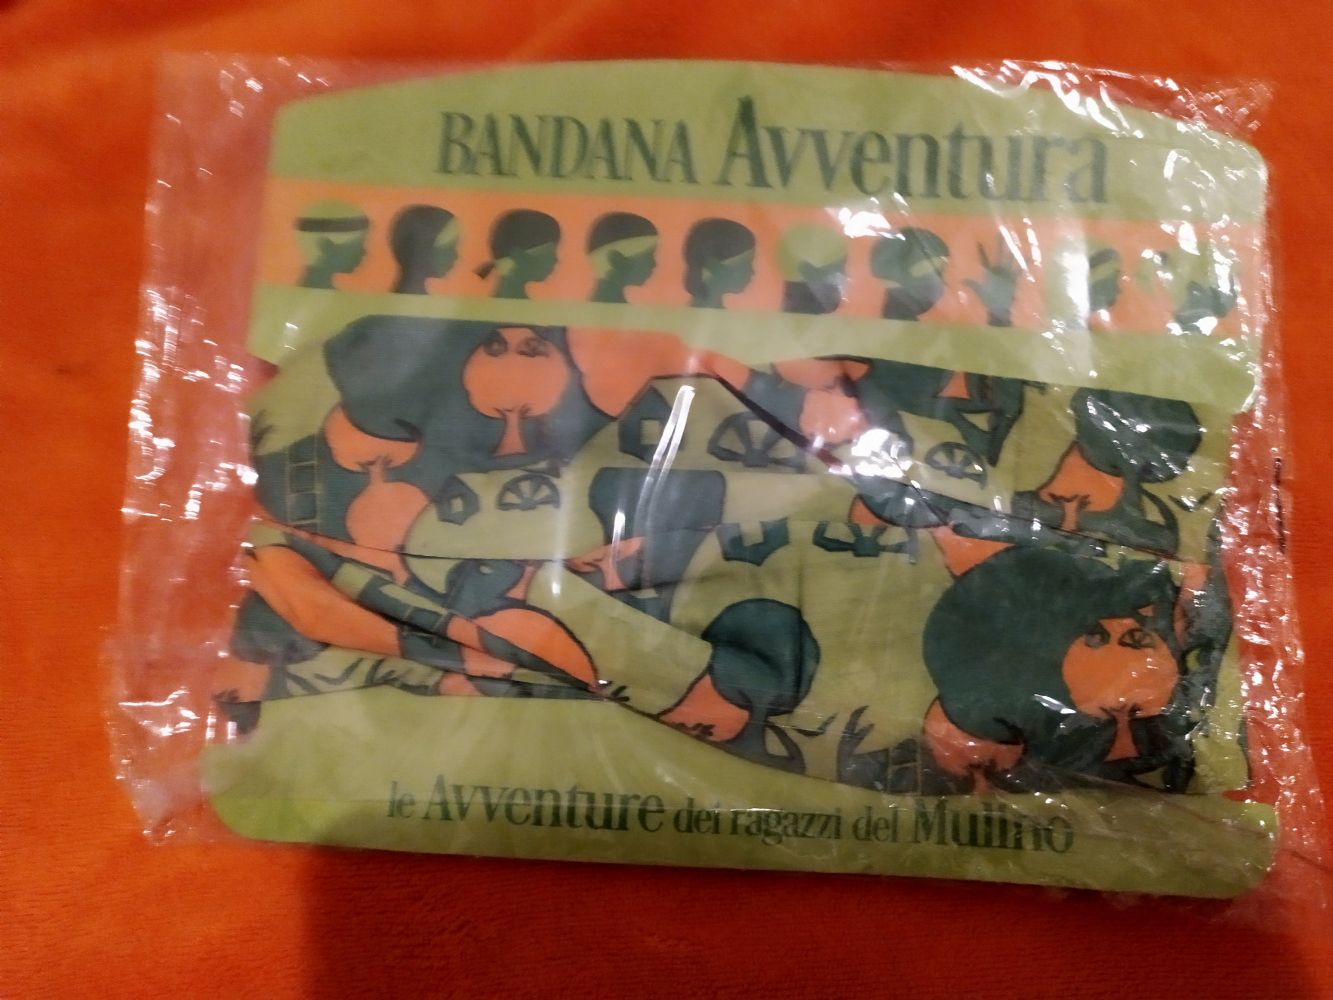 BANDANA Avventura
le Avventure dei ragazzi del Mulino